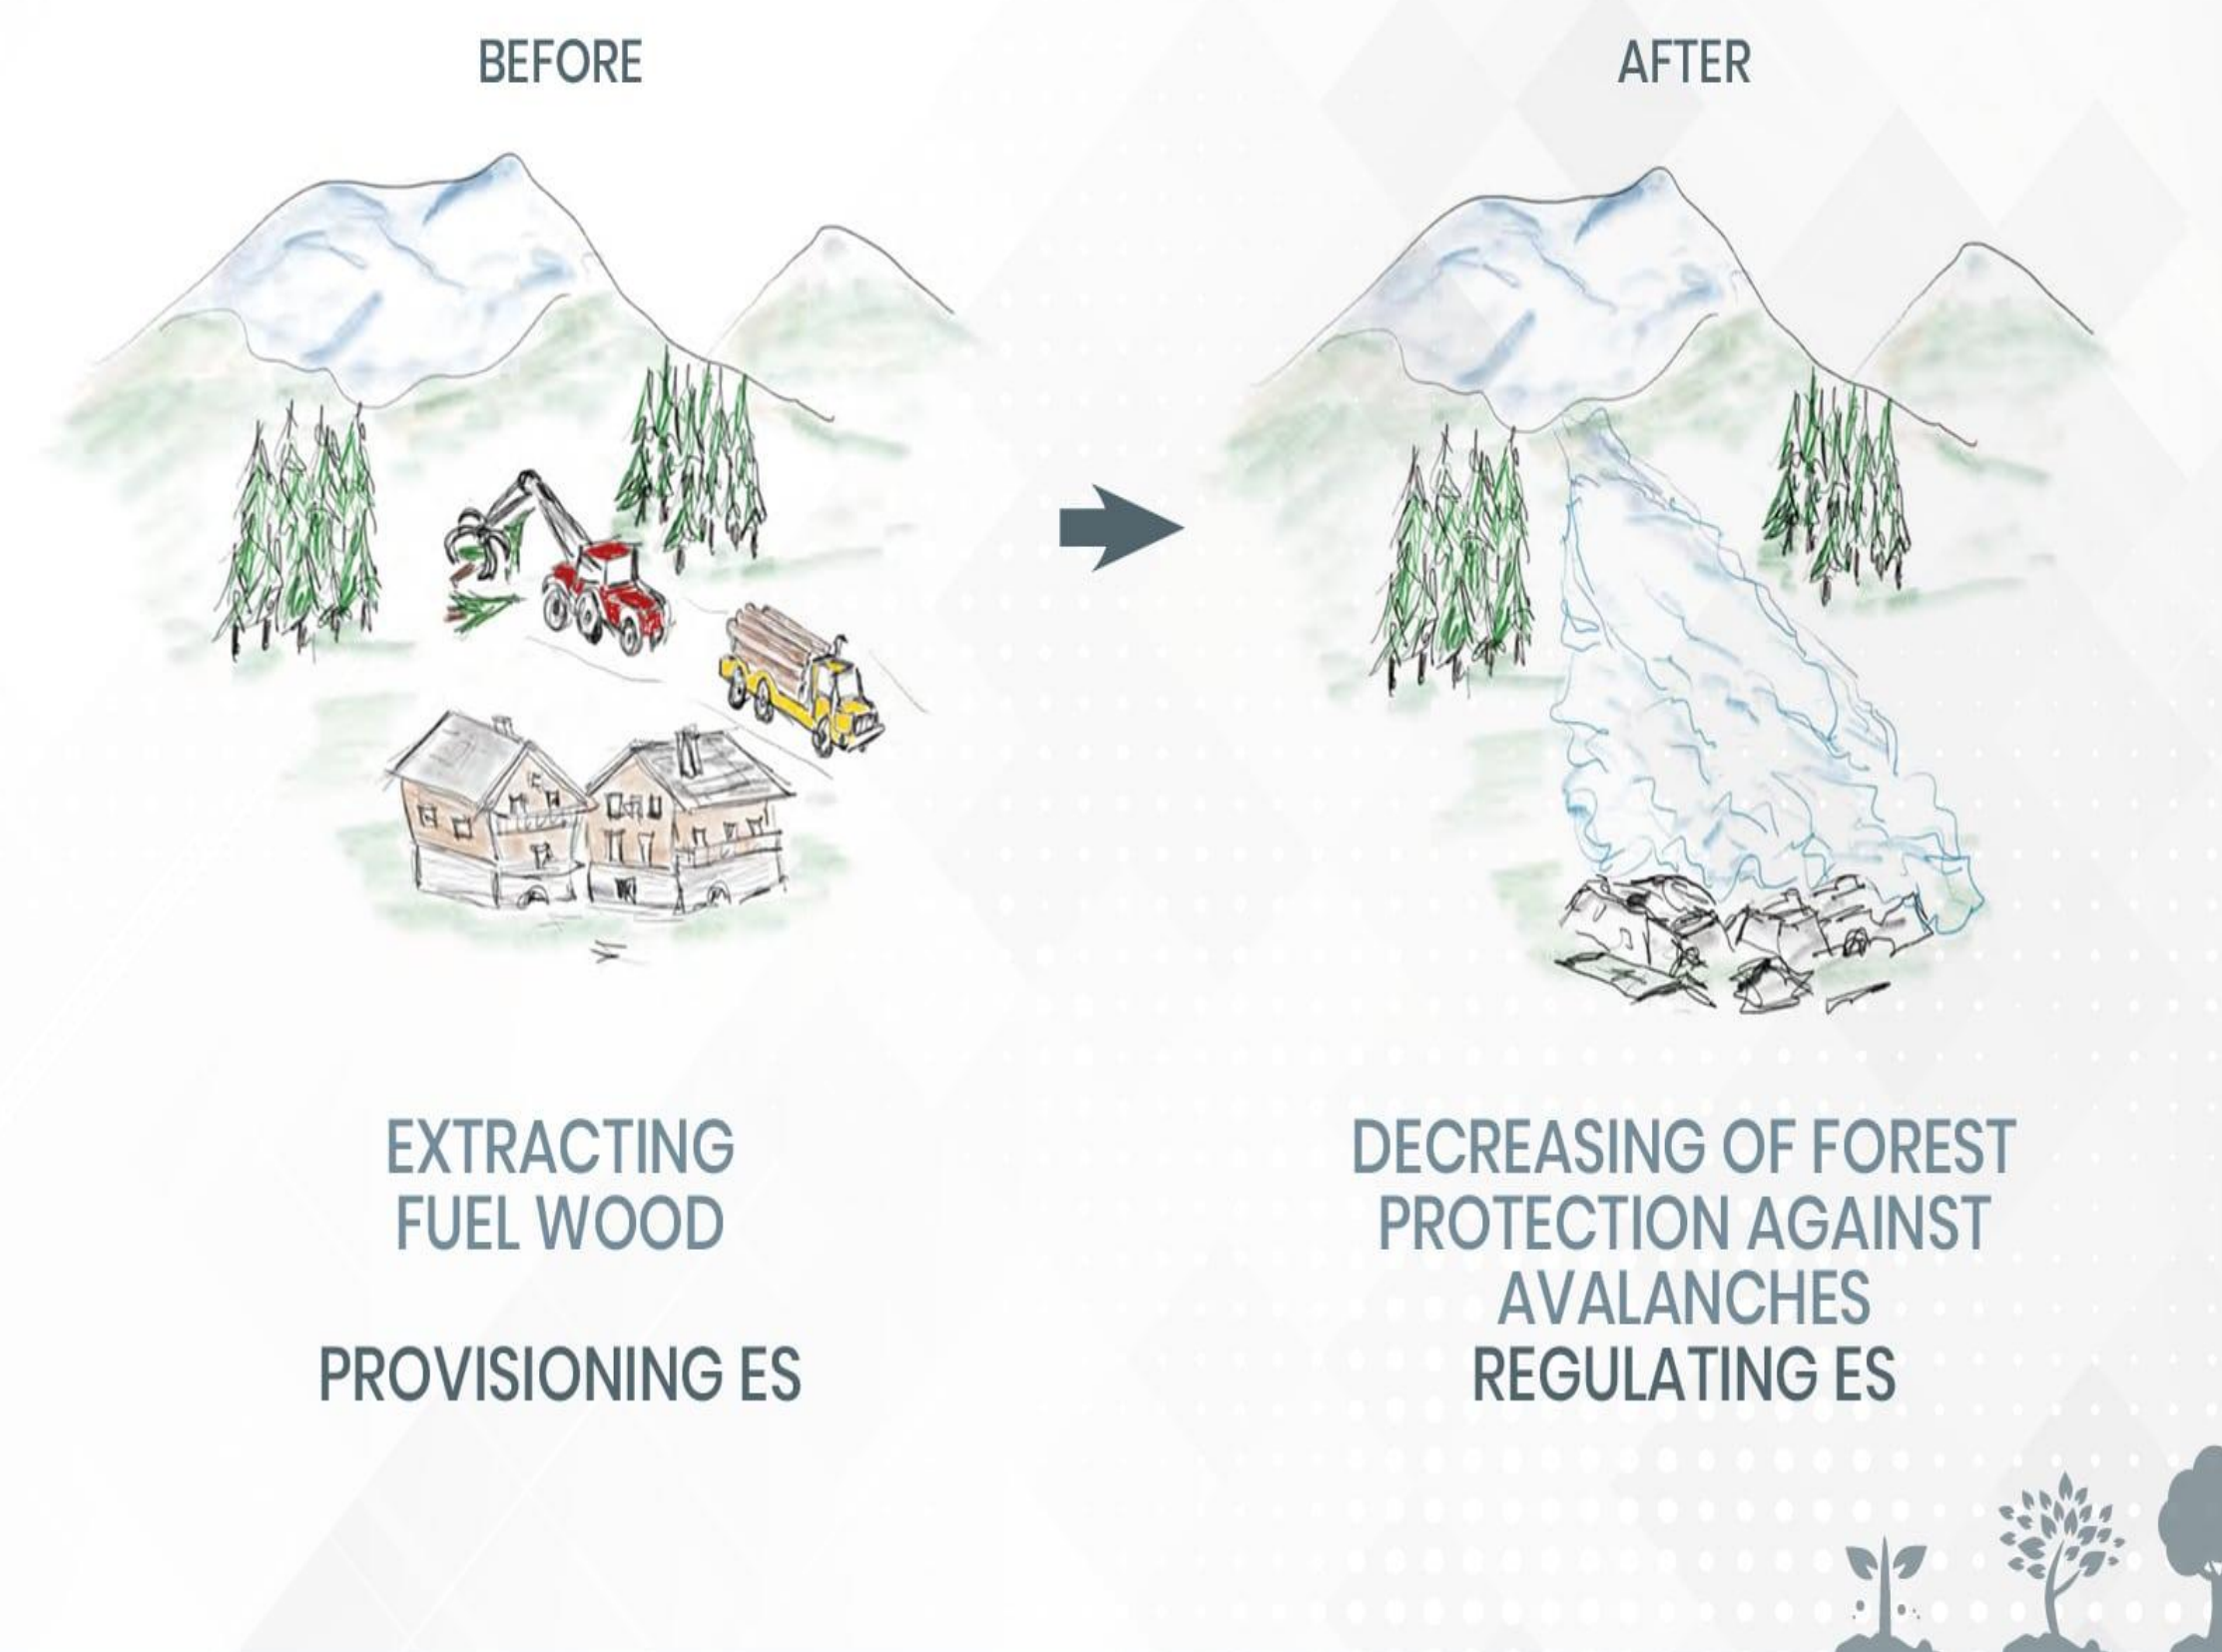 BEFORE
AFTER
EXTRACTING
FUEL WOOD
PROVISIONING ES
DECREASING OF FOREST
PROTECTION AGAINST
AVALANCHES
REGULATING ES